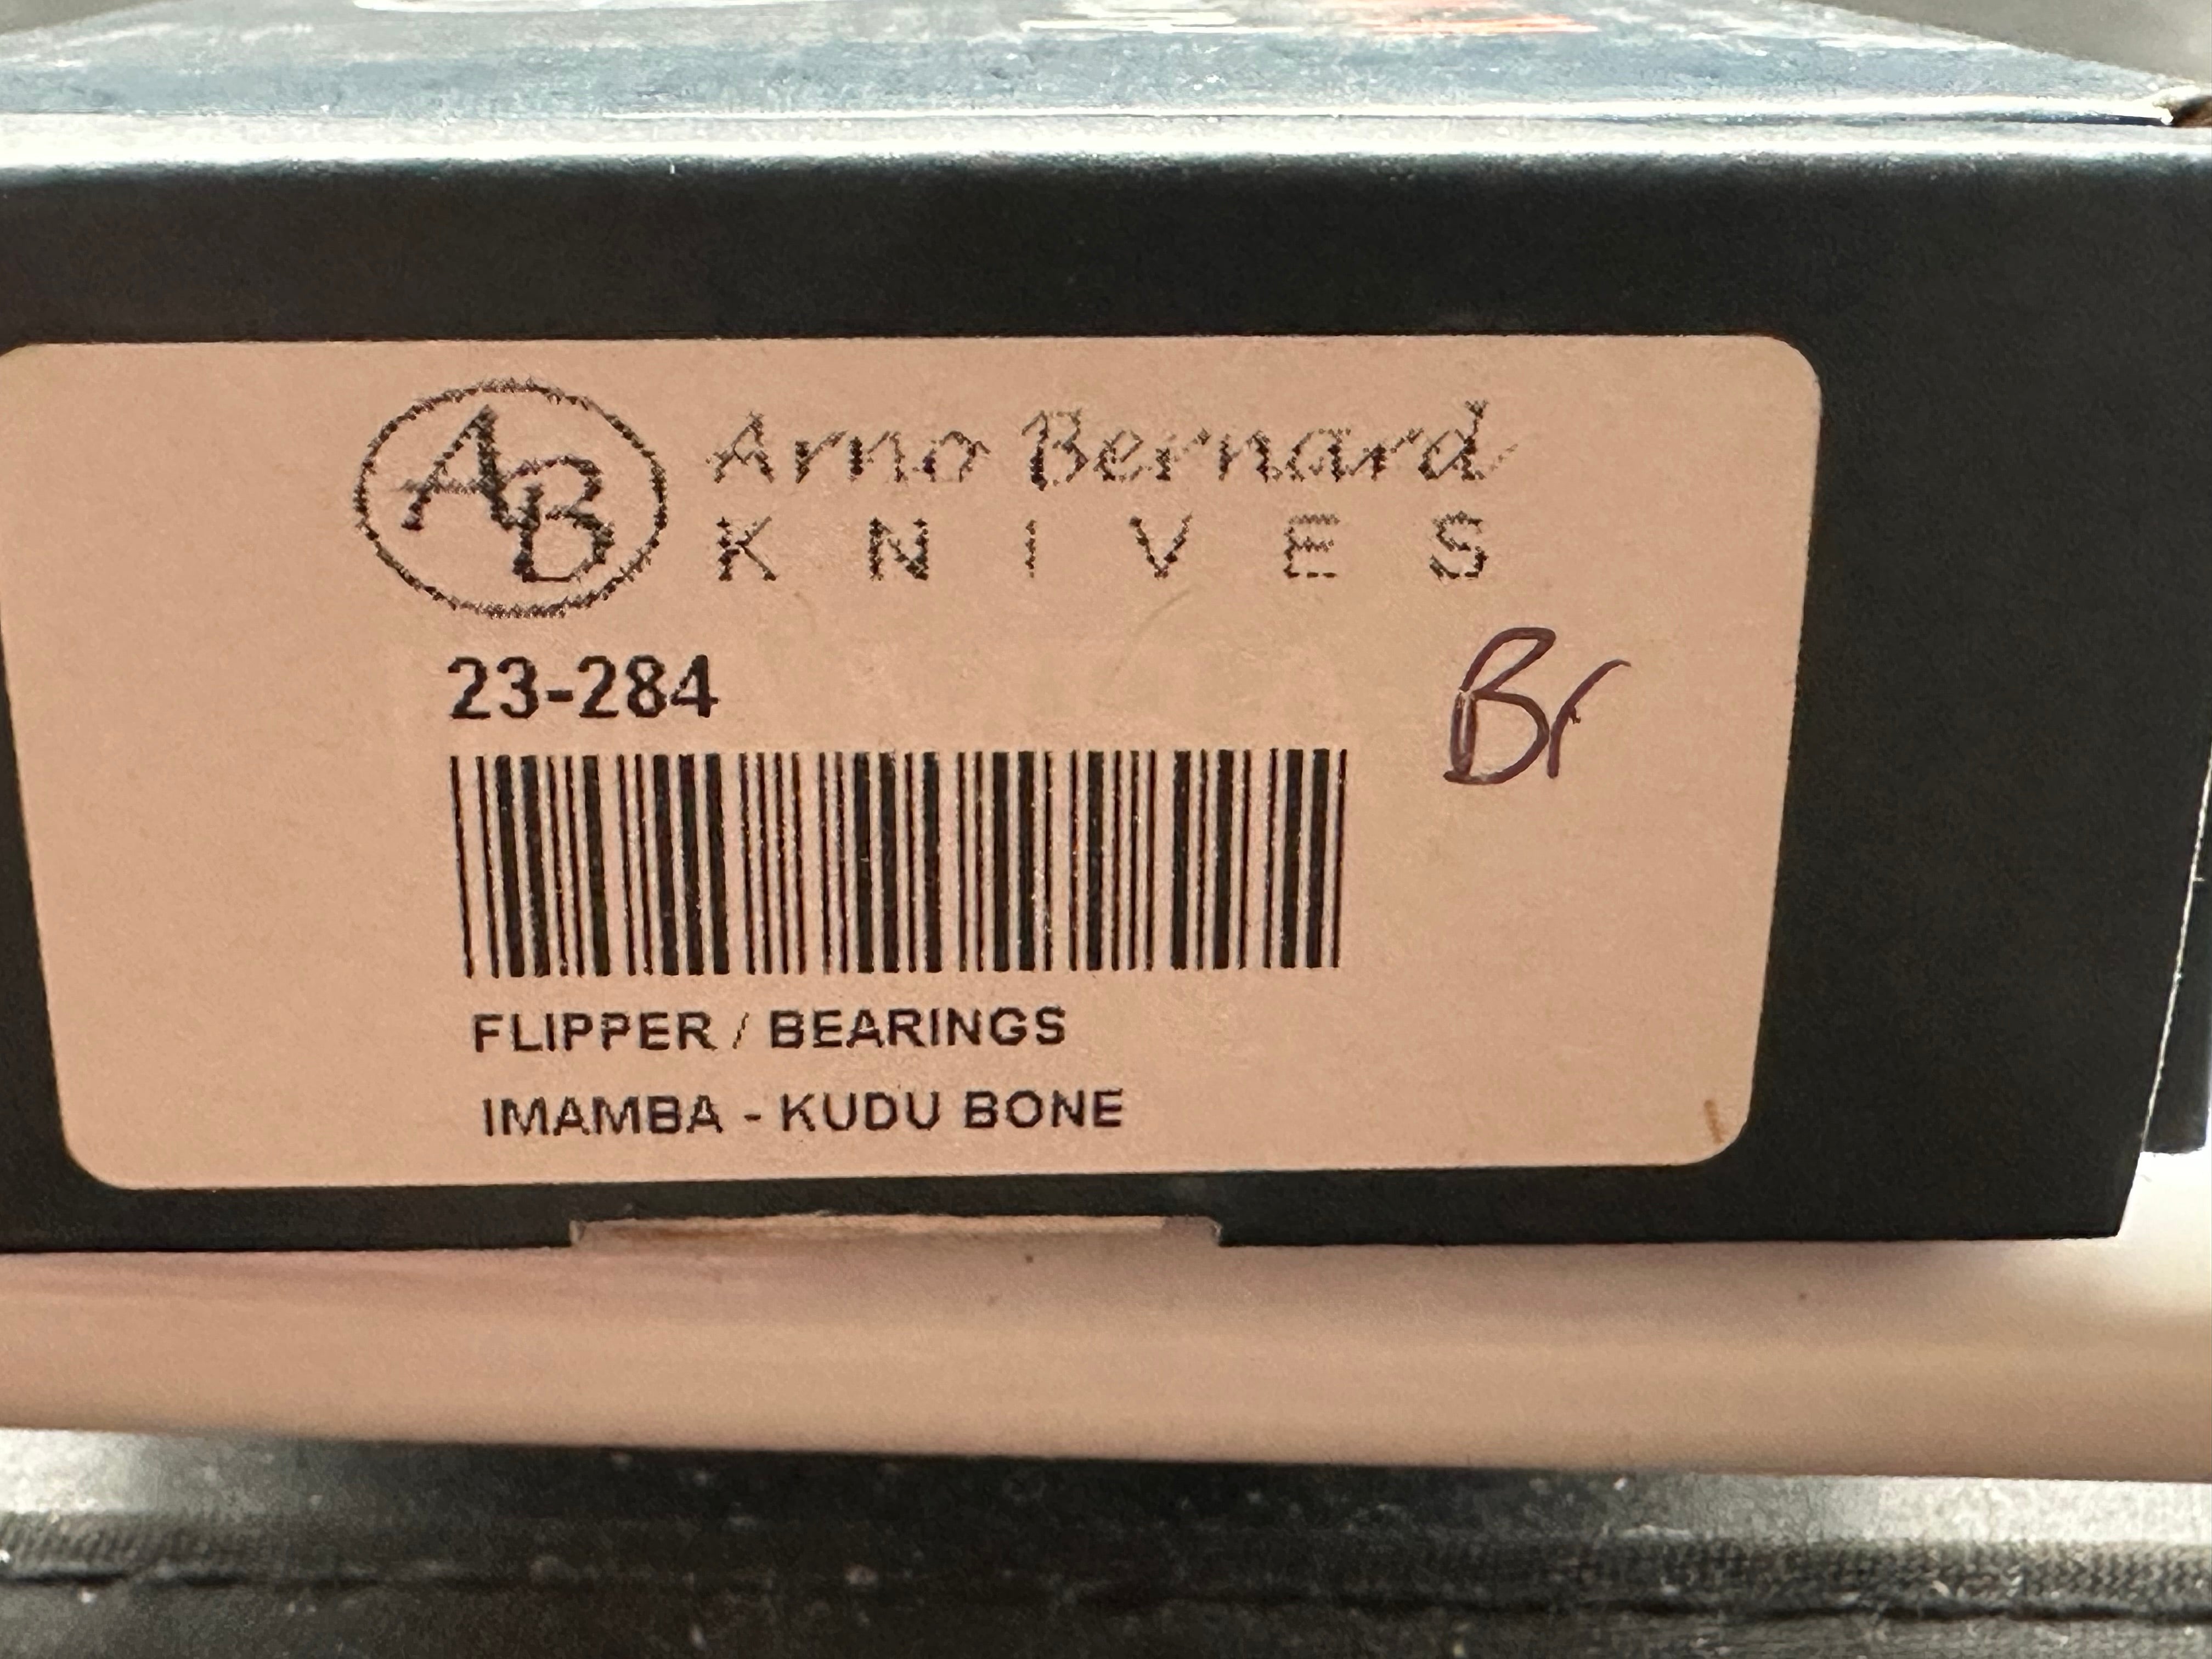 AB Arno Bernard
KNIVES
23-284
Br
FLIPPER / BEARINGS
IMAMBA - KUDU BONE